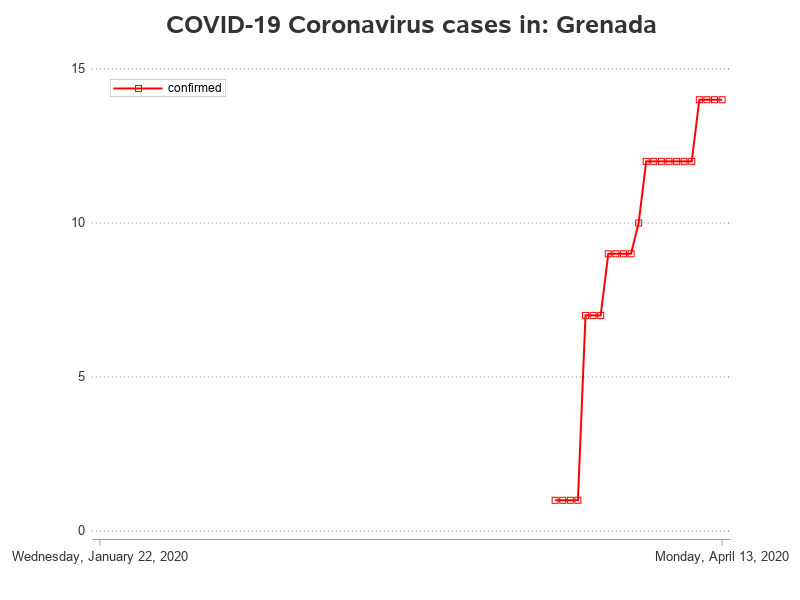 COVID-19 Coronavirus cases in: Grenada
15
confirmed
10
5
0
Wednesday, January 22, 2020
Monday, April 13, 2020